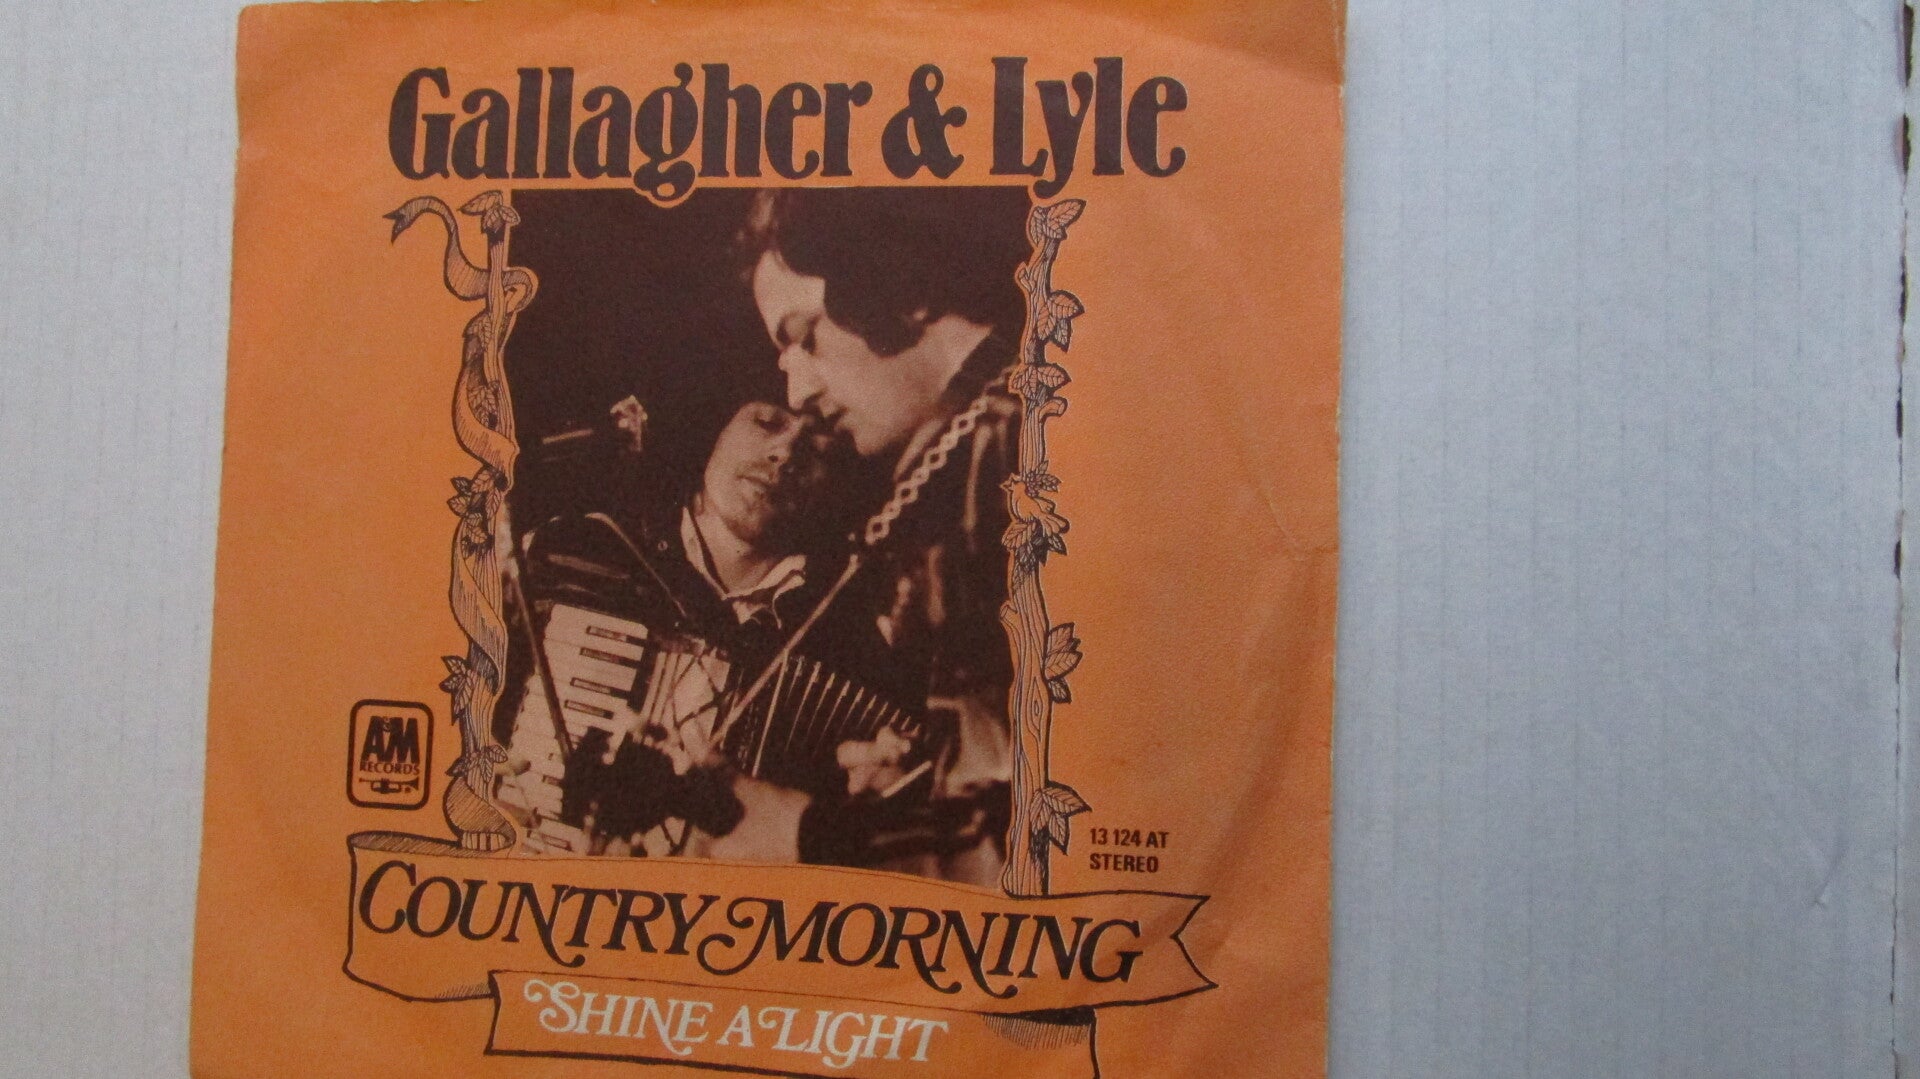 Gallagher & Lyle
A&M
RECORDS
13 124 AT
STEREO
COUNTRY MORNING
SHINE A LIGHT